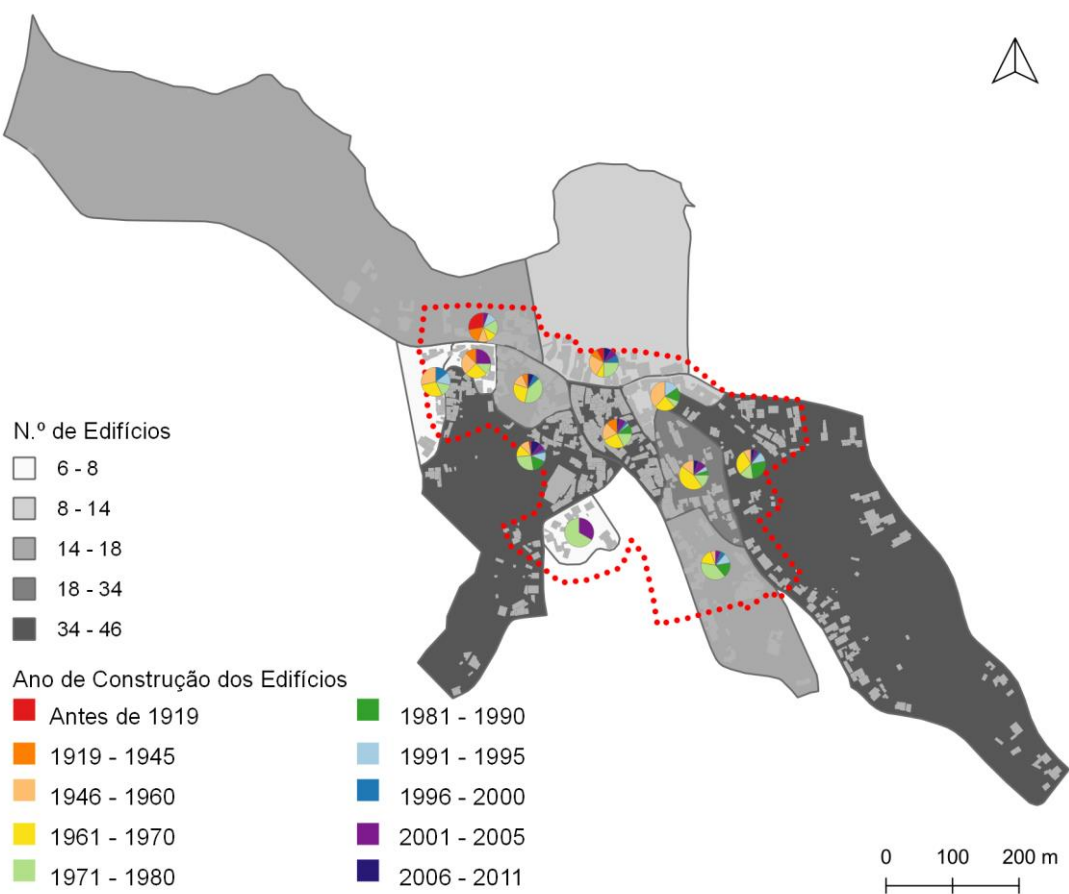 N.º de Edifícios
6 - 8
8 - 14
14 - 18
18 - 34
34 - 46
Ano de Construção dos Edifícios
Antes de 1919
1919 - 1945
1946 - 1960
1961 - 1970
1971 - 1980
1981 - 1990
1991 - 1995
1996 - 2000
2001 - 2005
2006 - 2011
0 100 200 m